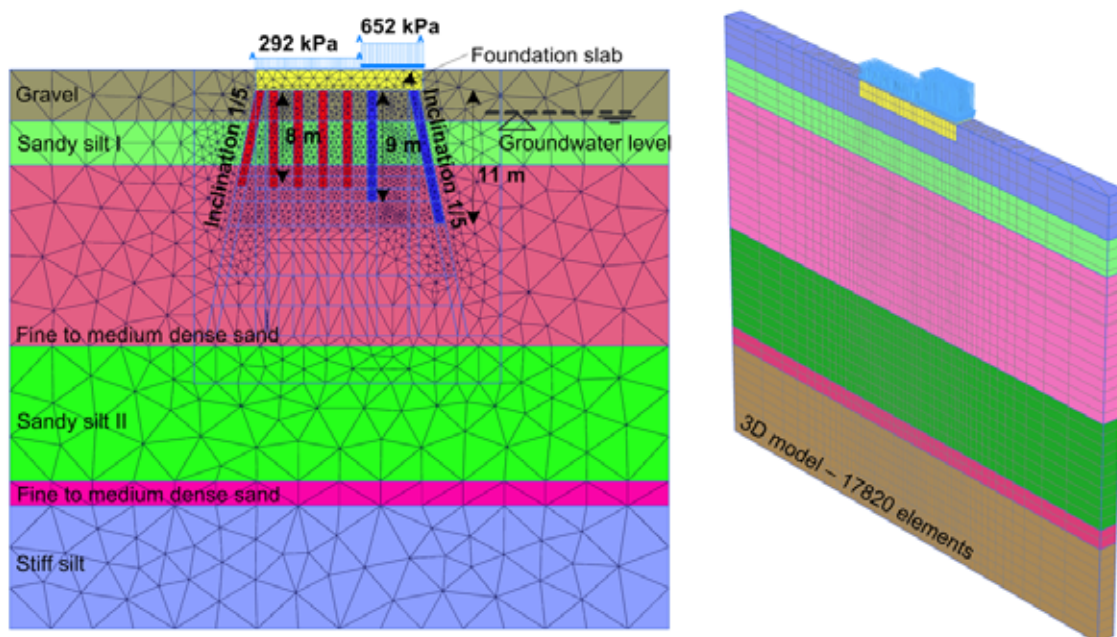 652 kPa
292 kPa
Foundation slab
Gravel
Inclination 1/5
8 m
Inclination 1/5
Sandy silt I
9 m
Groundwater level
11 m
Fine to medium dense sand
Sandy silt II
Fine to medium dense sand
Stiff silt
3D model – 17820 elements